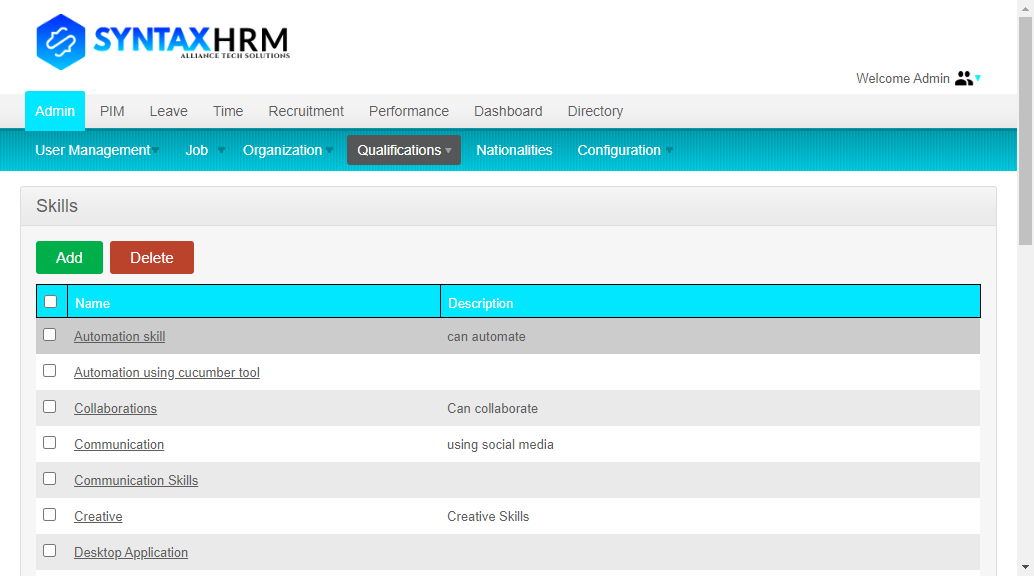 SYNTAXHRM
ALLIANCE TECH SOLUTIONS
Welcome Admin
Admin PIM Leave Time Recruitment Performance Dashboard Directory
User Management Job Organization Qualifications Nationalities Configuration
Skills
Add Delete
Name Description
Automation skill can automate
Automation using cucumber tool
Collaborations Can collaborate
Communication using social media
Communication Skills
Creative Creative Skills
Desktop Application